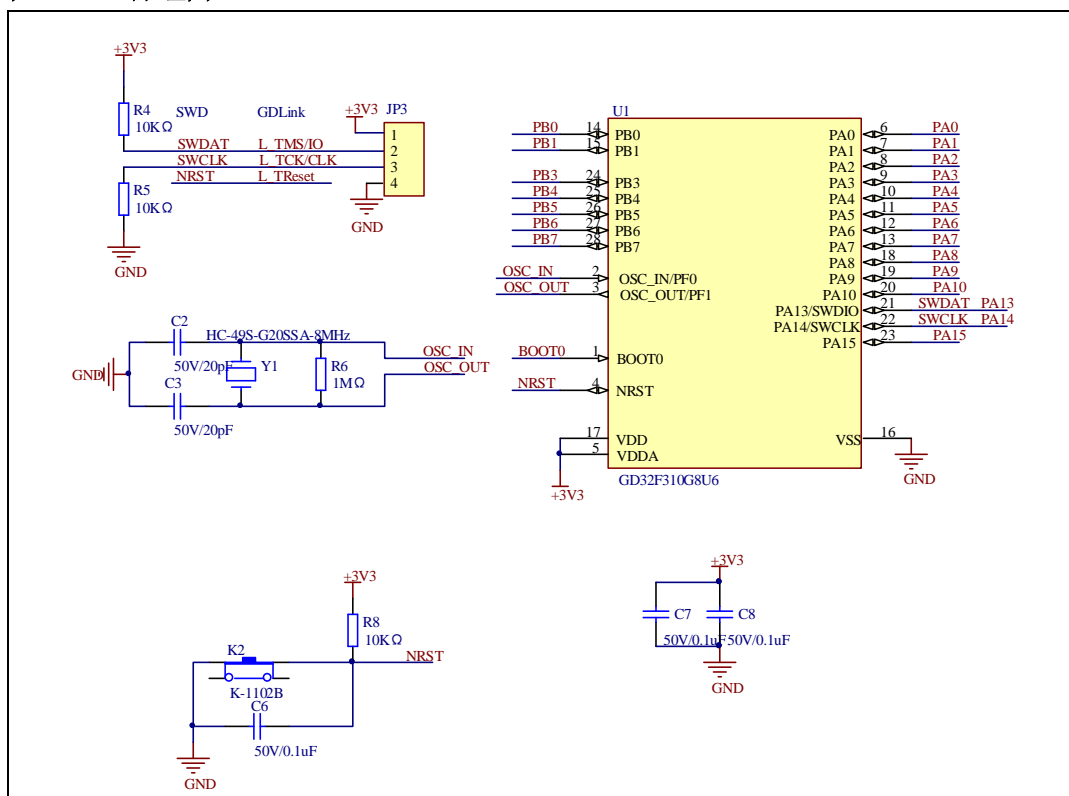 +3V3
R4
10KΩ
SWD GDLink
+3V3
JP3
1
SWDAT L_TMS/IO 2
SWCLK L_TCK/CLK 3
NRST L_TReset 4
R5
10KΩ
GND
GND
U1
PB0 14 PB0
PB1 15 PB1
PB3 24 PB3
PB4 25 PB4
PB5 26 PB5
PB6 27 PB6
PB7 28 PB7
OSC_IN 2 OSC_IN/PF0
OSC_OUT 3 OSC_OUT/PF1
BOOT0 1 BOOT0
NRST 4 NRST
17 VDD
5 VDDA
+3V3
PA0 6 PA0
PA1 7 PA1
PA2 8 PA2
PA3 9 PA3
PA4 10 PA4
PA5 11 PA5
PA6 12 PA6
PA7 13 PA7
PA8 18 PA8
PA9 19 PA9
PA10 20 PA10
PA13/SWDIO 21 SWDAT PA13
PA14/SWCLK 22 SWCLK PA14
PA15 23 PA15
VSS 16
GND
GD32F310G8U6
C2
HC-49S-G20SSA-8MHz
50V/20pF
GND
Y1
R6
1MΩ
OSC_IN
OSC_OUT
C3
50V/20pF
+3V3
R8
10KΩ
K2
NRST
K-1102B
C6
50V/0.1uF
GND
+3V3
C7 C8
50V/0.1uF 50V/0.1uF
GND